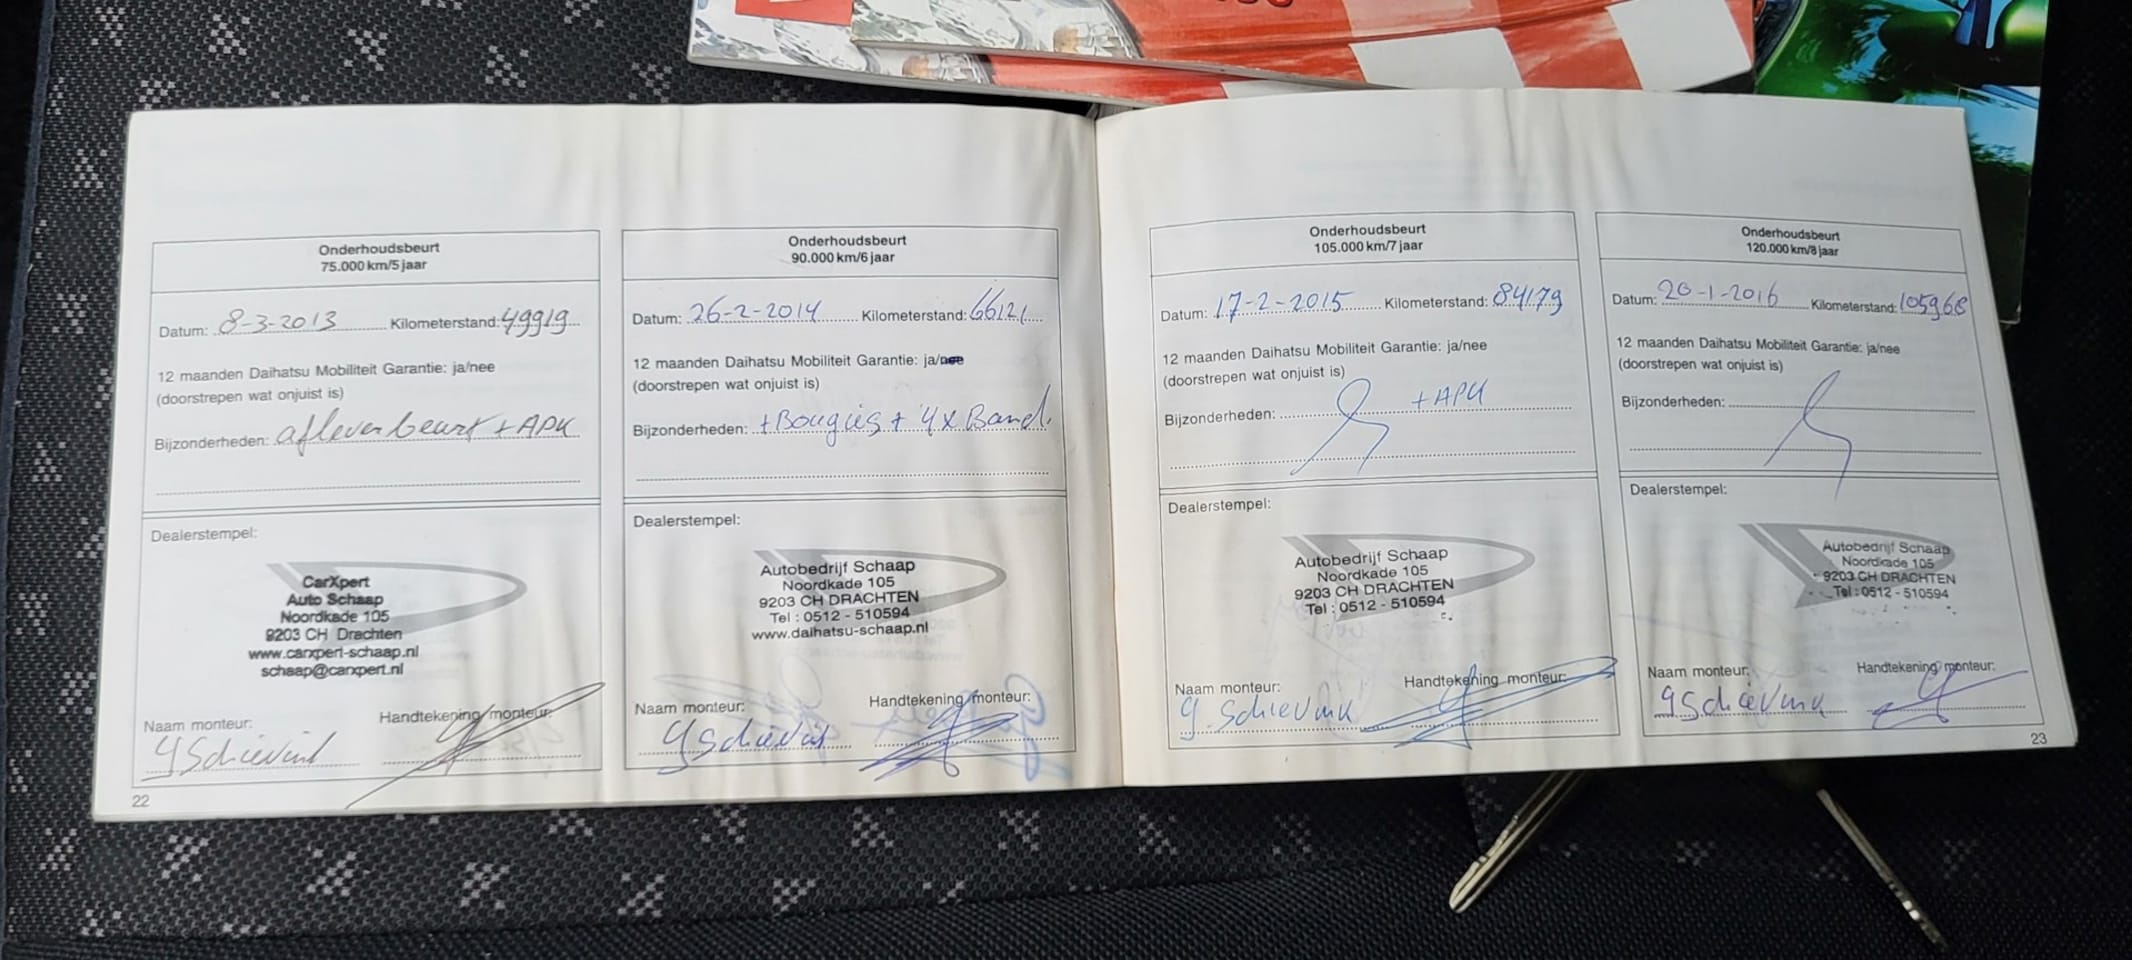 Onderhoudsbeurt
75.000 km/5 jaar
Datum: 8-3-2013 Kilometerstand: 49919
12 maanden Daihatsu Mobiliteit Garantie: ja/nee
(doorstrepen wat onjuist is)
Bijzonderheden: afleverbeurt + APK
Dealerstempel:
CarXpert
Auto Schaap
Noordkade 105
9203 CH Drachten
www.carxpert-schaap.nl
schaap@carxpert.nl
Naam monteur: Handtekening monteur:
G Schievink
22
Onderhoudsbeurt
90.000 km/6 jaar
Datum: 26-2-2014 Kilometerstand: 66121
12 maanden Daihatsu Mobiliteit Garantie: ja/nee
(doorstrepen wat onjuist is)
Bijzonderheden: + Bougies + 4x Band.
Dealerstempel:
Autobedrijf Schaap
Noordkade 105
9203 CH DRACHTEN
Tel : 0512 - 510594
www.daihatsu-schaap.nl
Naam monteur: Handtekening monteur:
G Schievink
Onderhoudsbeurt
105.000 km/7 jaar
Datum: 17-2-2015 Kilometerstand: 84179
12 maanden Daihatsu Mobiliteit Garantie: ja/nee
(doorstrepen wat onjuist is)
Bijzonderheden: + APK
Dealerstempel:
Autobedrijf Schaap
Noordkade 105
9203 CH DRACHTEN
Tel : 0512 - 510594
Naam monteur: Handtekening monteur:
G. Schievink
Onderhoudsbeurt
120.000 km/8 jaar
Datum: 20-1-2016 Kilometerstand: 105968
12 maanden Daihatsu Mobiliteit Garantie: ja/nee
(doorstrepen wat onjuist is)
Bijzonderheden:
Dealerstempel:
Autobedrijf Schaap
Noordkade 105
9203 CH DRACHTEN
Tel : 0512 - 510594
Naam monteur: Handtekening monteur:
G Schievink
23